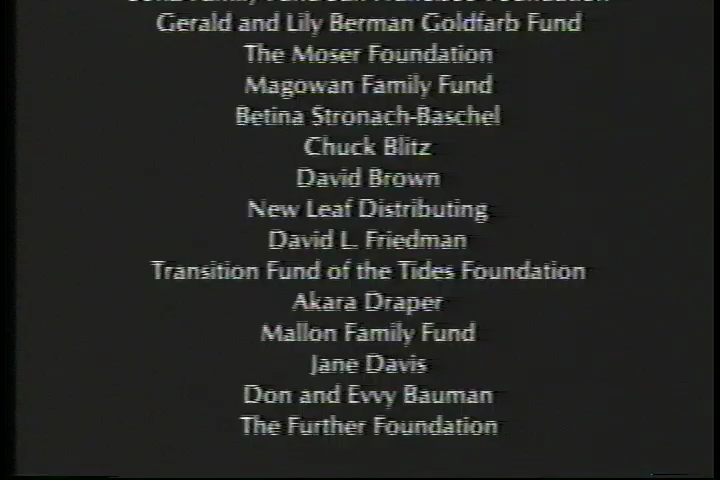 Gerald and Lily Berman Goldfarb Fund
The Moser Foundation
Magowan Family Fund
Betina Stronach-Baschel
Chuck Blitz
David Brown
New Leaf Distributing
David L. Friedman
Transition Fund of the Tides Foundation
Akara Draper
Mallon Family Fund
Jane Davis
Don and Evvy Bauman
The Further Foundation